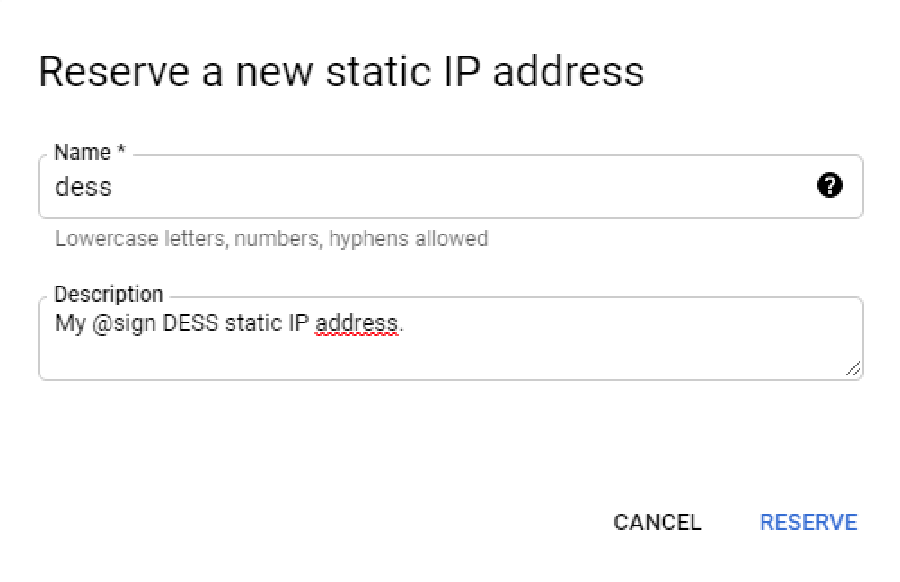 Reserve a new static IP address
Name *
dess
Lowercase letters, numbers, hyphens allowed
Description
My @sign DESS static IP address.
CANCEL RESERVE